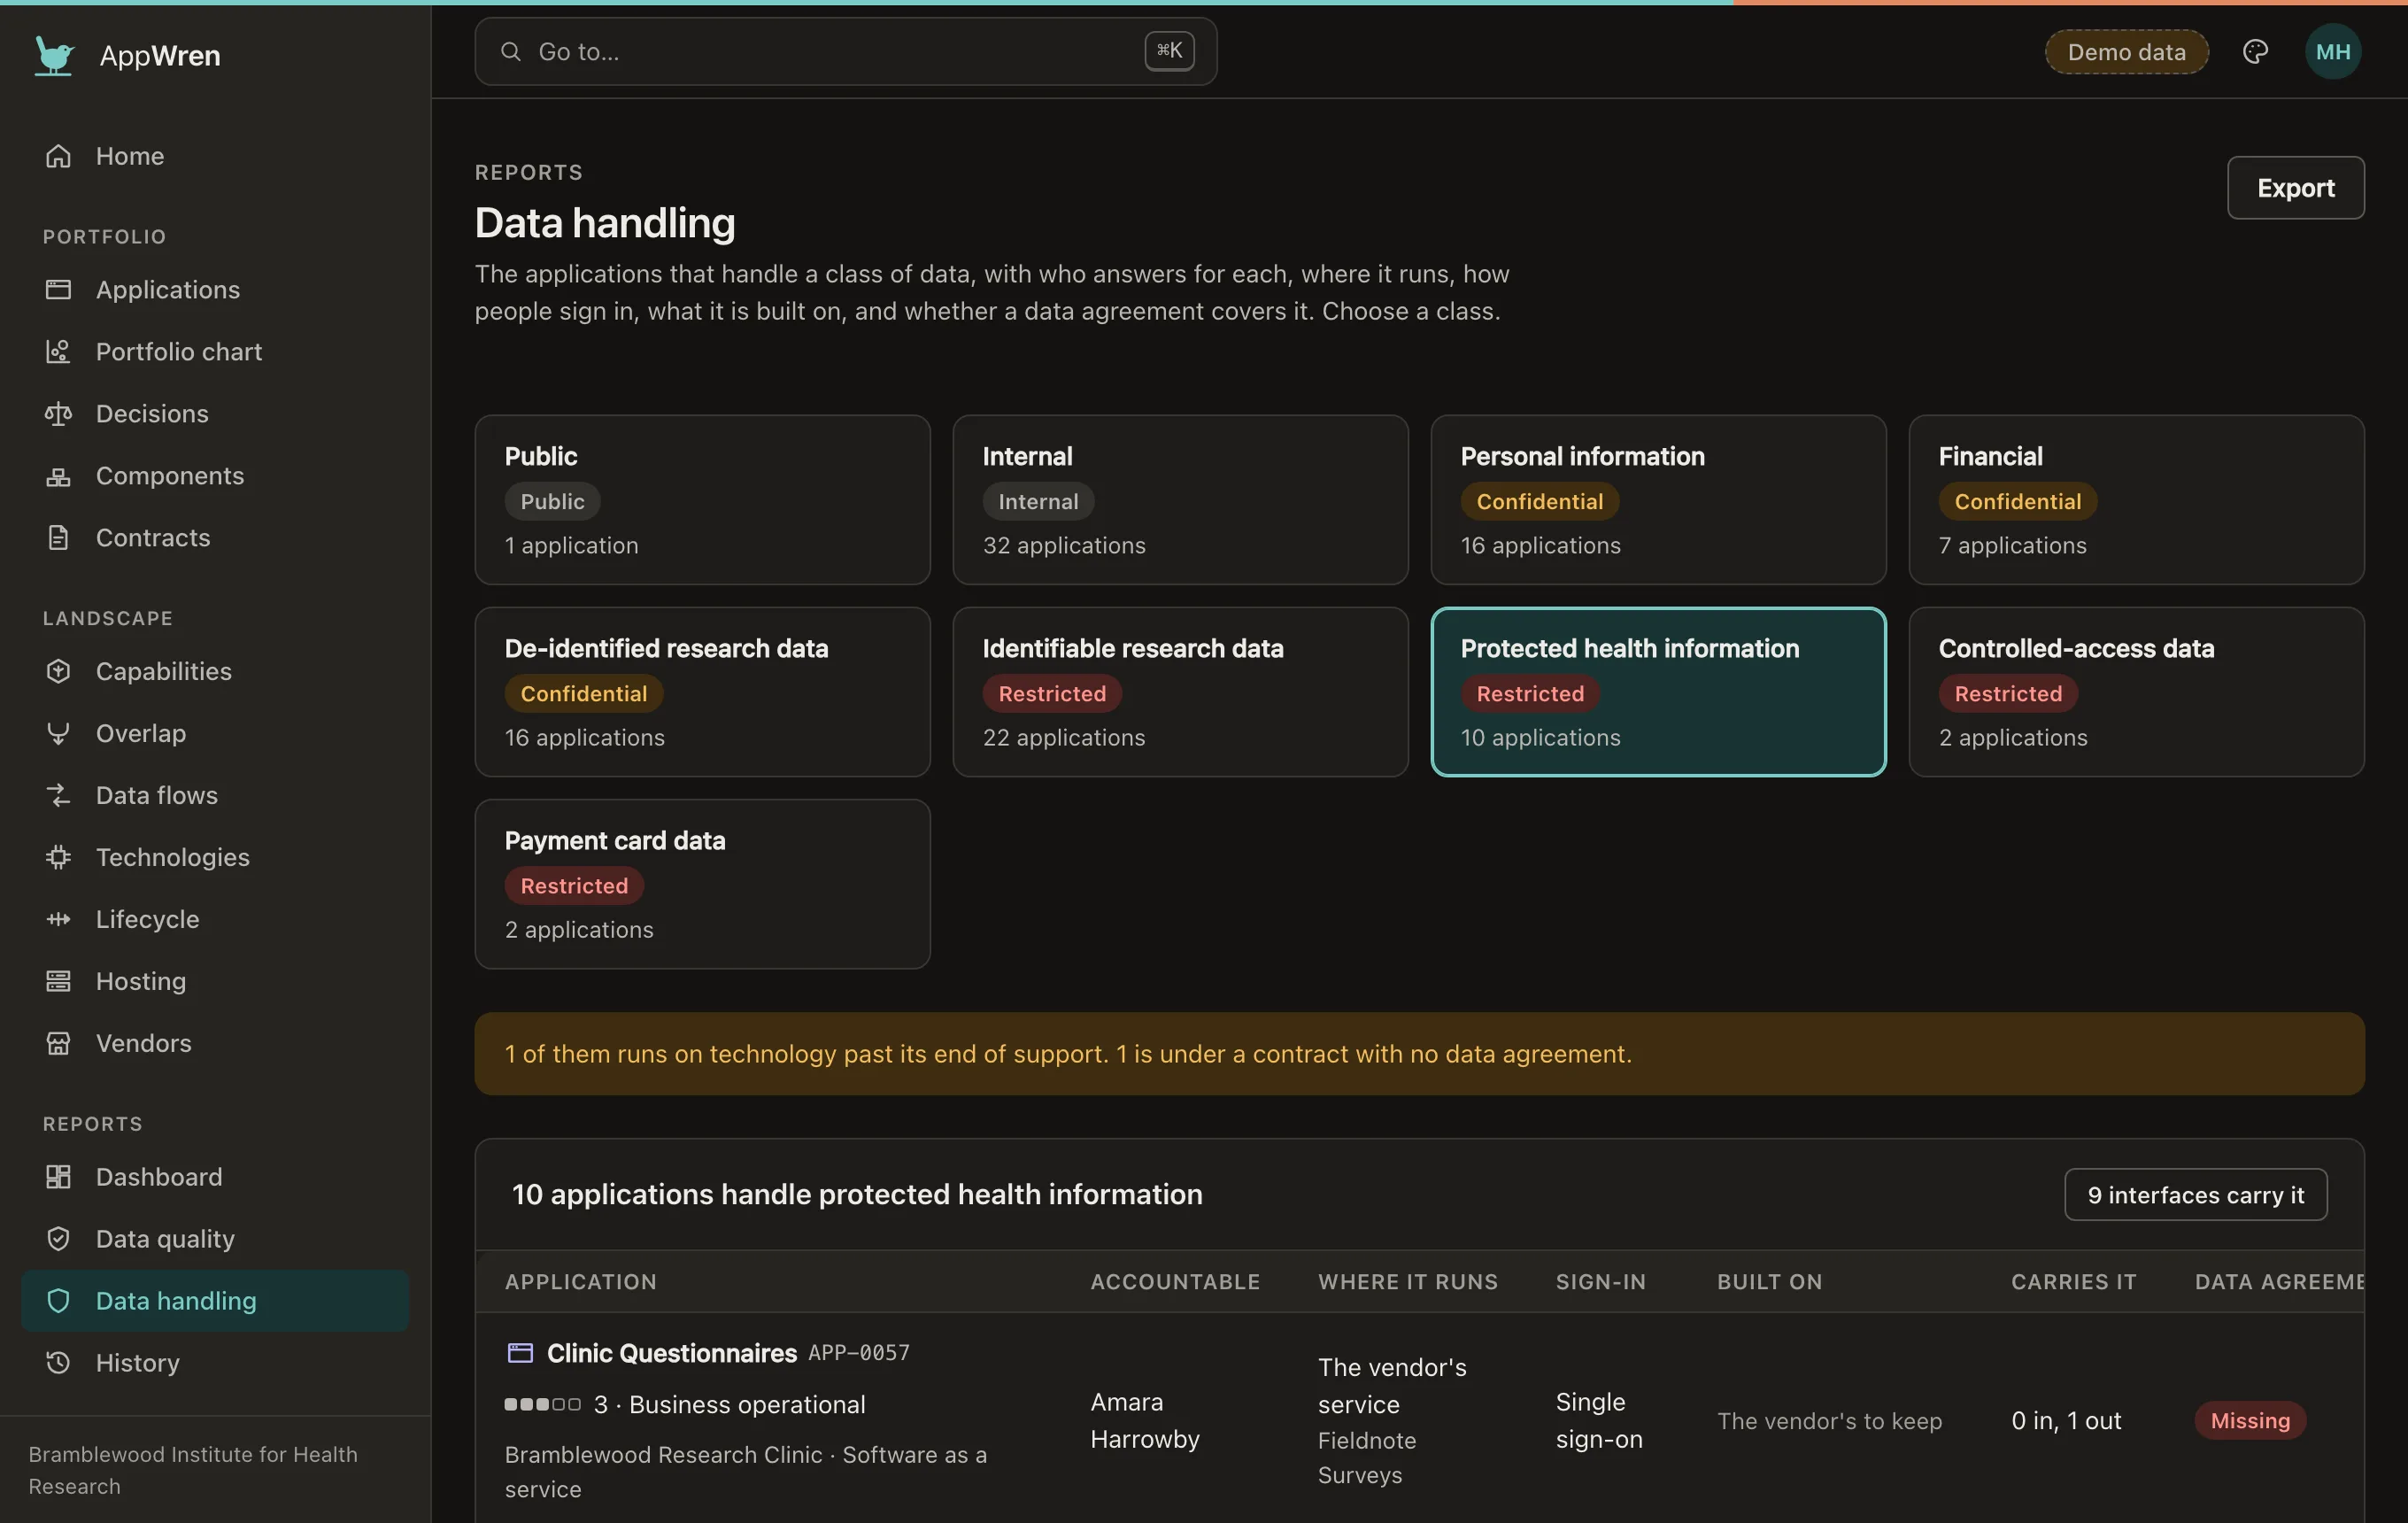 AppWren
Go to...
⌘K
Demo data
MH
Home
PORTFOLIO
Applications
Portfolio chart
Decisions
Components
Contracts
LANDSCAPE
Capabilities
Overlap
Data flows
Technologies
Lifecycle
Hosting
Vendors
REPORTS
Dashboard
Data quality
Data handling
History
Bramblewood Institute for Health
Research
REPORTS
Data handling
Export
The applications that handle a class of data, with who answers for each, where it runs, how
people sign in, what it is built on, and whether a data agreement covers it. Choose a class.
Public
Public
1 application
Internal
Internal
32 applications
Personal information
Confidential
16 applications
Financial
Confidential
7 applications
De-identified research data
Confidential
16 applications
Identifiable research data
Restricted
22 applications
Protected health information
Restricted
10 applications
Controlled-access data
Restricted
2 applications
Payment card data
Restricted
2 applications
1 of them runs on technology past its end of support. 1 is under a contract with no data agreement.
10 applications handle protected health information
9 interfaces carry it
APPLICATION
ACCOUNTABLE
WHERE IT RUNS
SIGN-IN
BUILT ON
CARRIES IT
DATA AGREEME
Clinic Questionnaires APP-0057
3 · Business operational
Bramblewood Research Clinic · Software as a
service
Amara
Harrowby
The vendor's
service
Fieldnote
Surveys
Single
sign-on
The vendor's to keep
0 in, 1 out
Missing